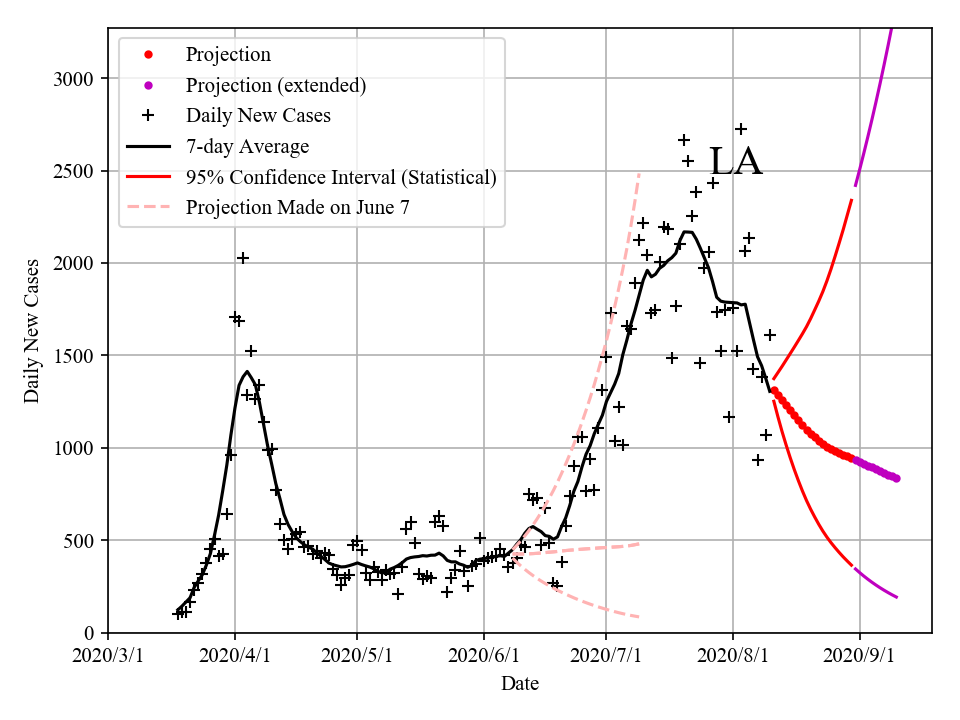 Projection
Projection (extended)
Daily New Cases
7-day Average
95% Confidence Interval (Statistical)
Projection Made on June 7
LA
3000
2500
2000
1500
1000
500
0
Daily New Cases
2020/3/1 2020/4/1 2020/5/1 2020/6/1 2020/7/1 2020/8/1 2020/9/1
Date